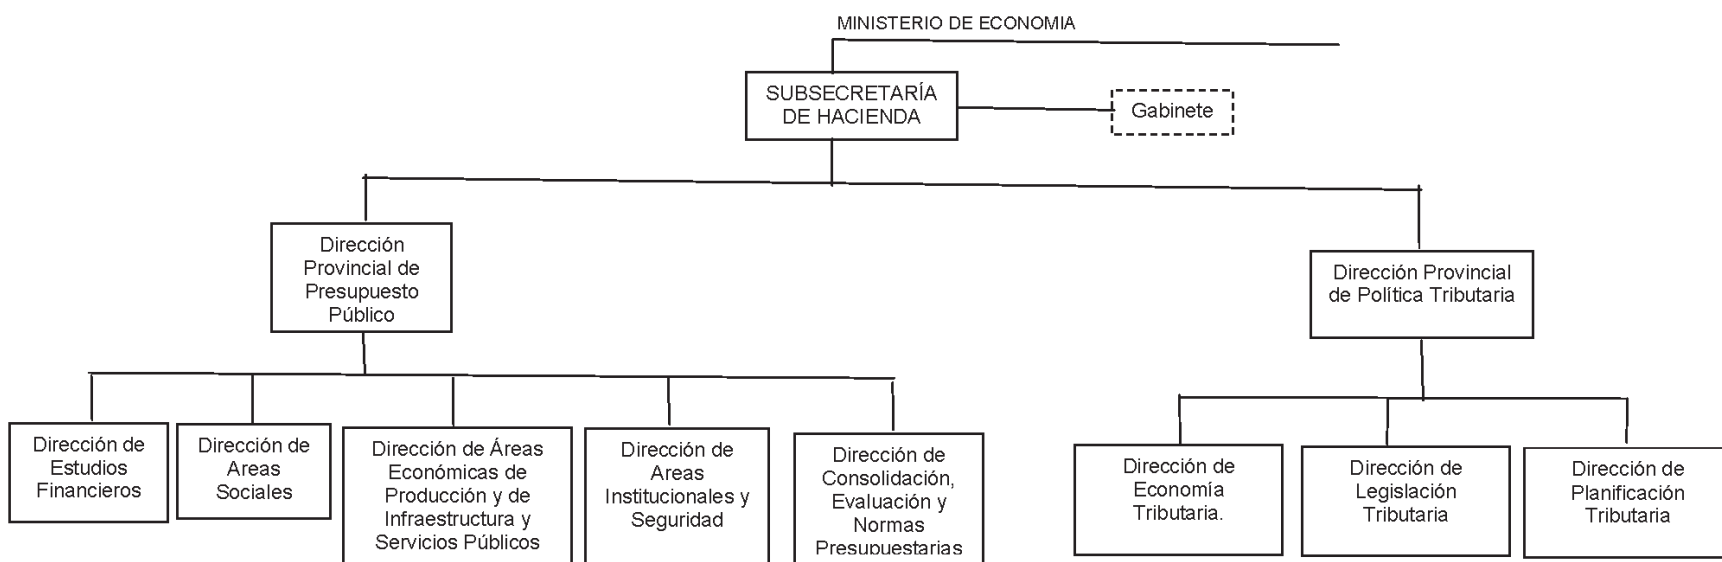 MINISTERIO DE ECONOMIA
SUBSECRETARÍA
DE HACIENDA
Gabinete
Dirección
Provincial de
Presupuesto
Público
Dirección Provincial
de Política Tributaria
Dirección de
Estudios
Financieros
Dirección de
Areas
Sociales
Dirección de Áreas
Económicas de
Producción y de
Infraestructura y
Servicios Públicos
Dirección de
Areas
Institucionales y
Seguridad
Dirección de
Consolidación,
Evaluación y
Normas
Presupuestarias
Dirección de
Economía
Tributaria.
Dirección de
Legislación
Tributaria
Dirección de
Planificación
Tributaria